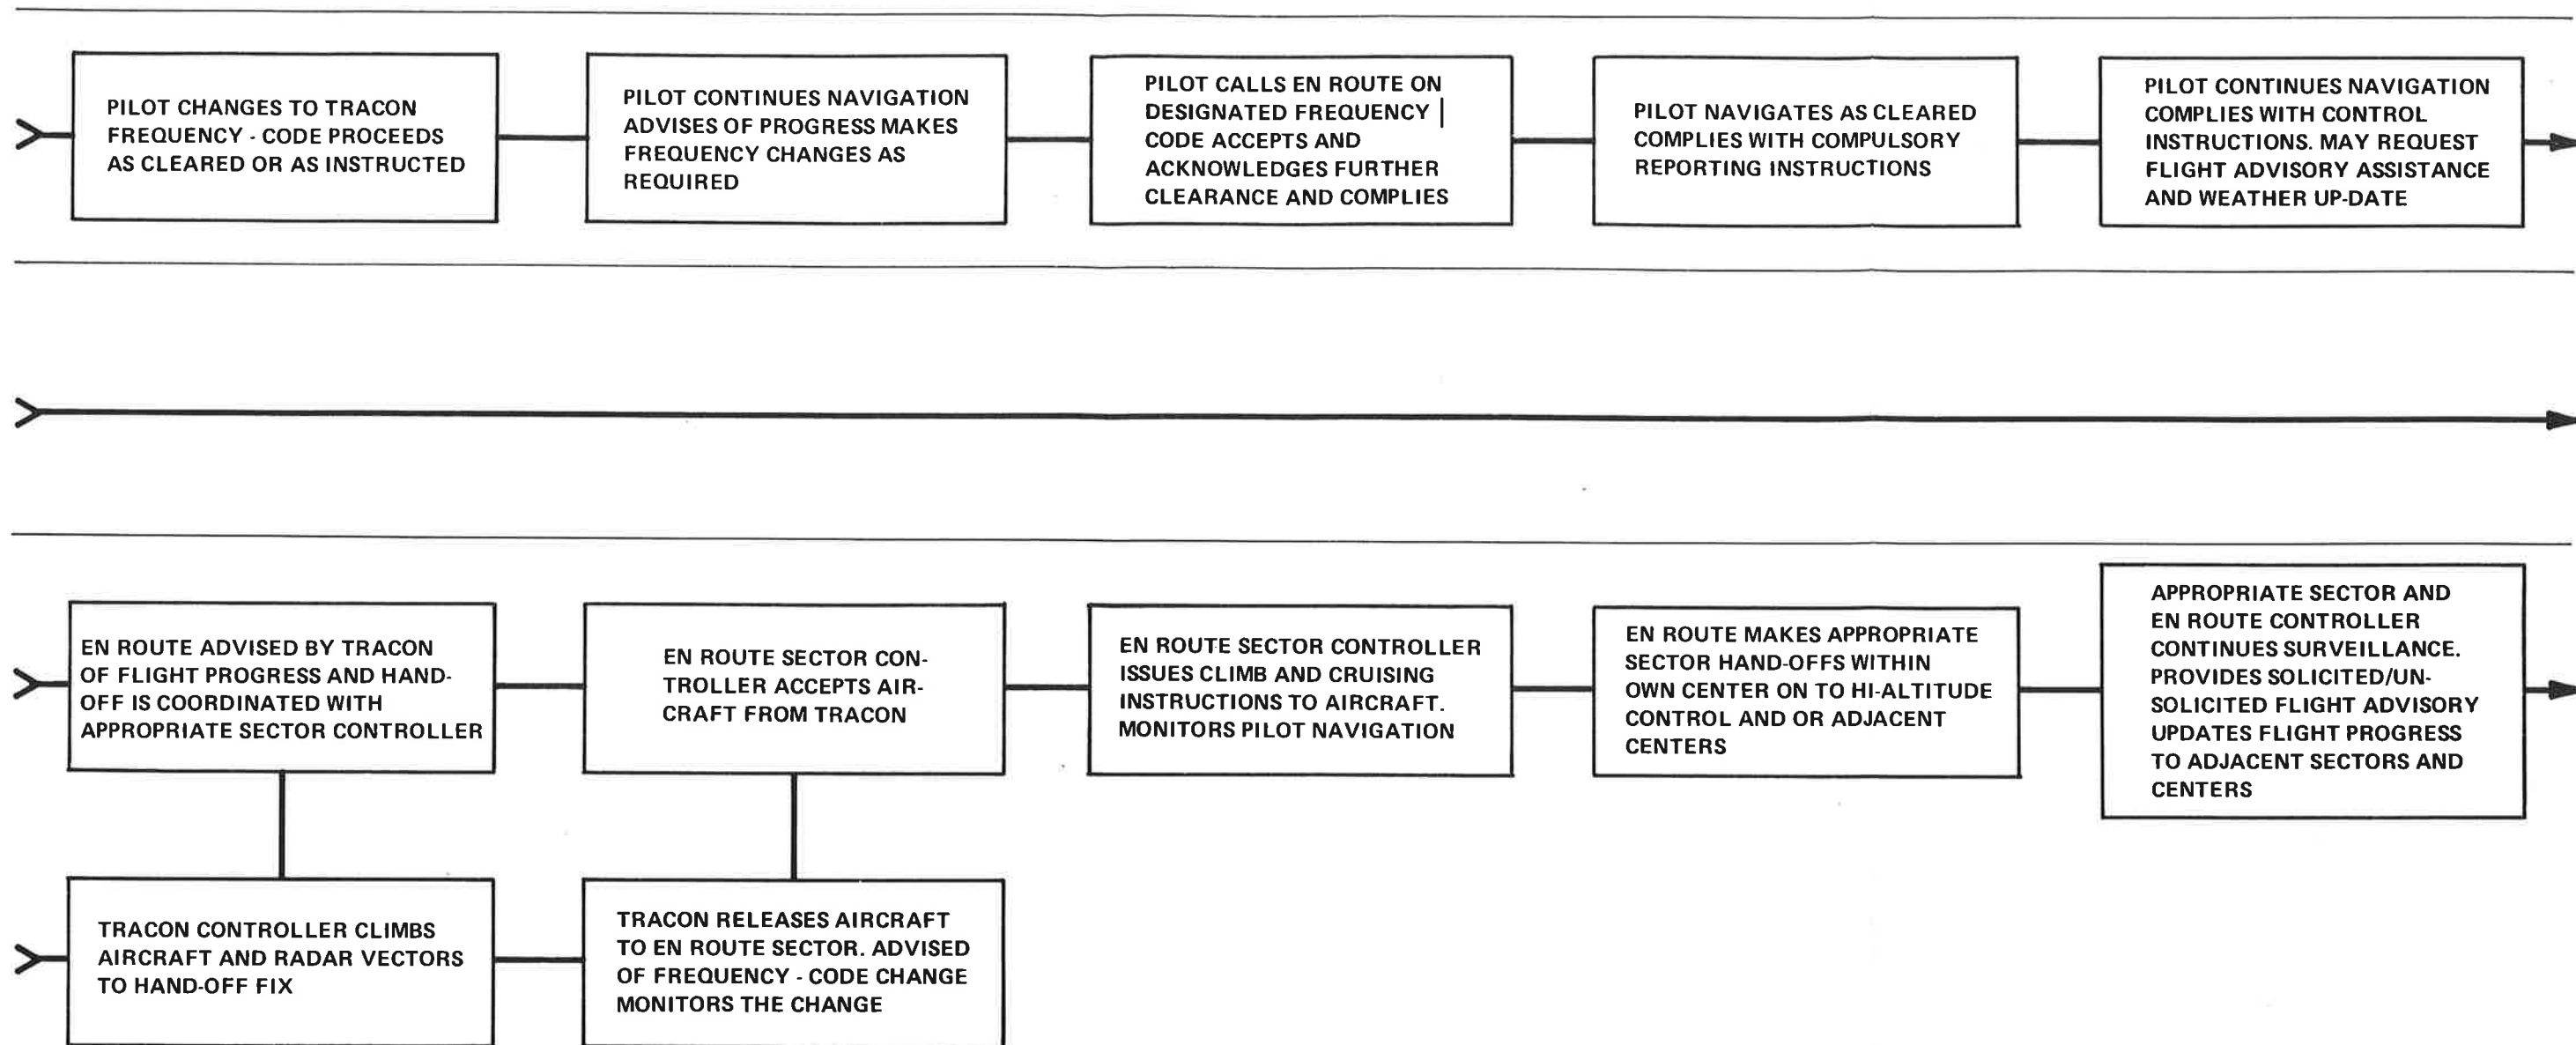 PILOT CHANGES TO TRACON
FREQUENCY - CODE PROCEEDS
AS CLEARED OR AS INSTRUCTED
PILOT CONTINUES NAVIGATION
ADVISES OF PROGRESS MAKES
FREQUENCY CHANGES AS
REQUIRED
PILOT CALLS EN ROUTE ON
DESIGNATED FREQUENCY |
CODE ACCEPTS AND
ACKNOWLEDGES FURTHER
CLEARANCE AND COMPLIES
PILOT NAVIGATES AS CLEARED
COMPLIES WITH COMPULSORY
REPORTING INSTRUCTIONS
PILOT CONTINUES NAVIGATION
COMPLIES WITH CONTROL
INSTRUCTIONS. MAY REQUEST
FLIGHT ADVISORY ASSISTANCE
AND WEATHER UP-DATE
EN ROUTE ADVISED BY TRACON
OF FLIGHT PROGRESS AND HAND-
OFF IS COORDINATED WITH
APPROPRIATE SECTOR CONTROLLER
EN ROUTE SECTOR CON-
TROLLER ACCEPTS AIR-
CRAFT FROM TRACON
EN ROUTE SECTOR CONTROLLER
ISSUES CLIMB AND CRUISING
INSTRUCTIONS TO AIRCRAFT.
MONITORS PILOT NAVIGATION
EN ROUTE MAKES APPROPRIATE
SECTOR HAND-OFFS WITHIN
OWN CENTER ON TO HI-ALTITUDE
CONTROL AND OR ADJACENT
CENTERS
APPROPRIATE SECTOR AND
EN ROUTE CONTROLLER
CONTINUES SURVEILLANCE.
PROVIDES SOLICITED/UN-
SOLICITED FLIGHT ADVISORY
UPDATES FLIGHT PROGRESS
TO ADJACENT SECTORS AND
CENTERS
TRACON CONTROLLER CLIMBS
AIRCRAFT AND RADAR VECTORS
TO HAND-OFF FIX
TRACON RELEASES AIRCRAFT
TO EN ROUTE SECTOR. ADVISED
OF FREQUENCY - CODE CHANGE
MONITORS THE CHANGE